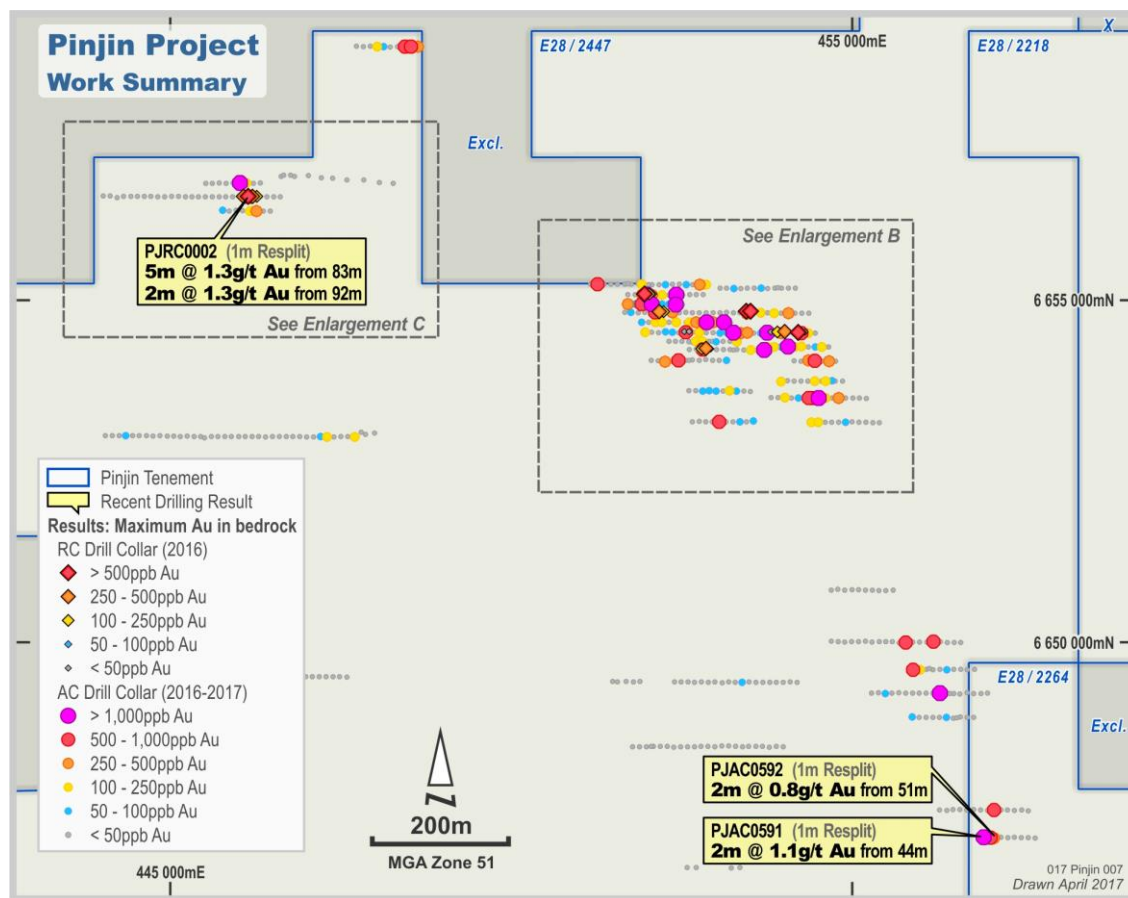 Pinjin Project
Work Summary
E28 / 2447
455 000mE
E28 / 2218
X
Excl.
See Enlargement B
PJRC0002 (1m Resplit)
5m @ 1.3g/t Au from 83m
2m @ 1.3g/t Au from 92m
See Enlargement C
6 655 000mN
Pinjin Tenement
Recent Drilling Result
Results: Maximum Au in bedrock
RC Drill Collar (2016)
> 500ppb Au
250 - 500ppb Au
100 - 250ppb Au
50 - 100ppb Au
< 50ppb Au
AC Drill Collar (2016-2017)
> 1,000ppb Au
500 - 1,000ppb Au
250 - 500ppb Au
100 - 250ppb Au
50 - 100ppb Au
< 50ppb Au
6 650 000mN
E28 / 2264
Excl.
N
200m
MGA Zone 51
PJAC0592 (1m Resplit)
2m @ 0.8g/t Au from 51m
PJAC0591 (1m Resplit)
2m @ 1.1g/t Au from 44m
445 000mE
017 Pinjin 007
Drawn April 2017